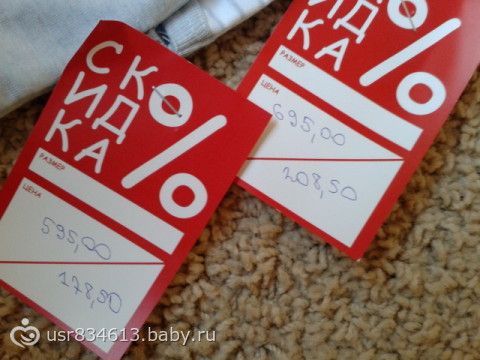 СК
ИД
КА
%
РАЗМЕР
ЦЕНА
595,00
178,50
ИД
КА
%
РАЗМЕР
ЦЕНА
695,00
208,50
usr834613.baby.ru